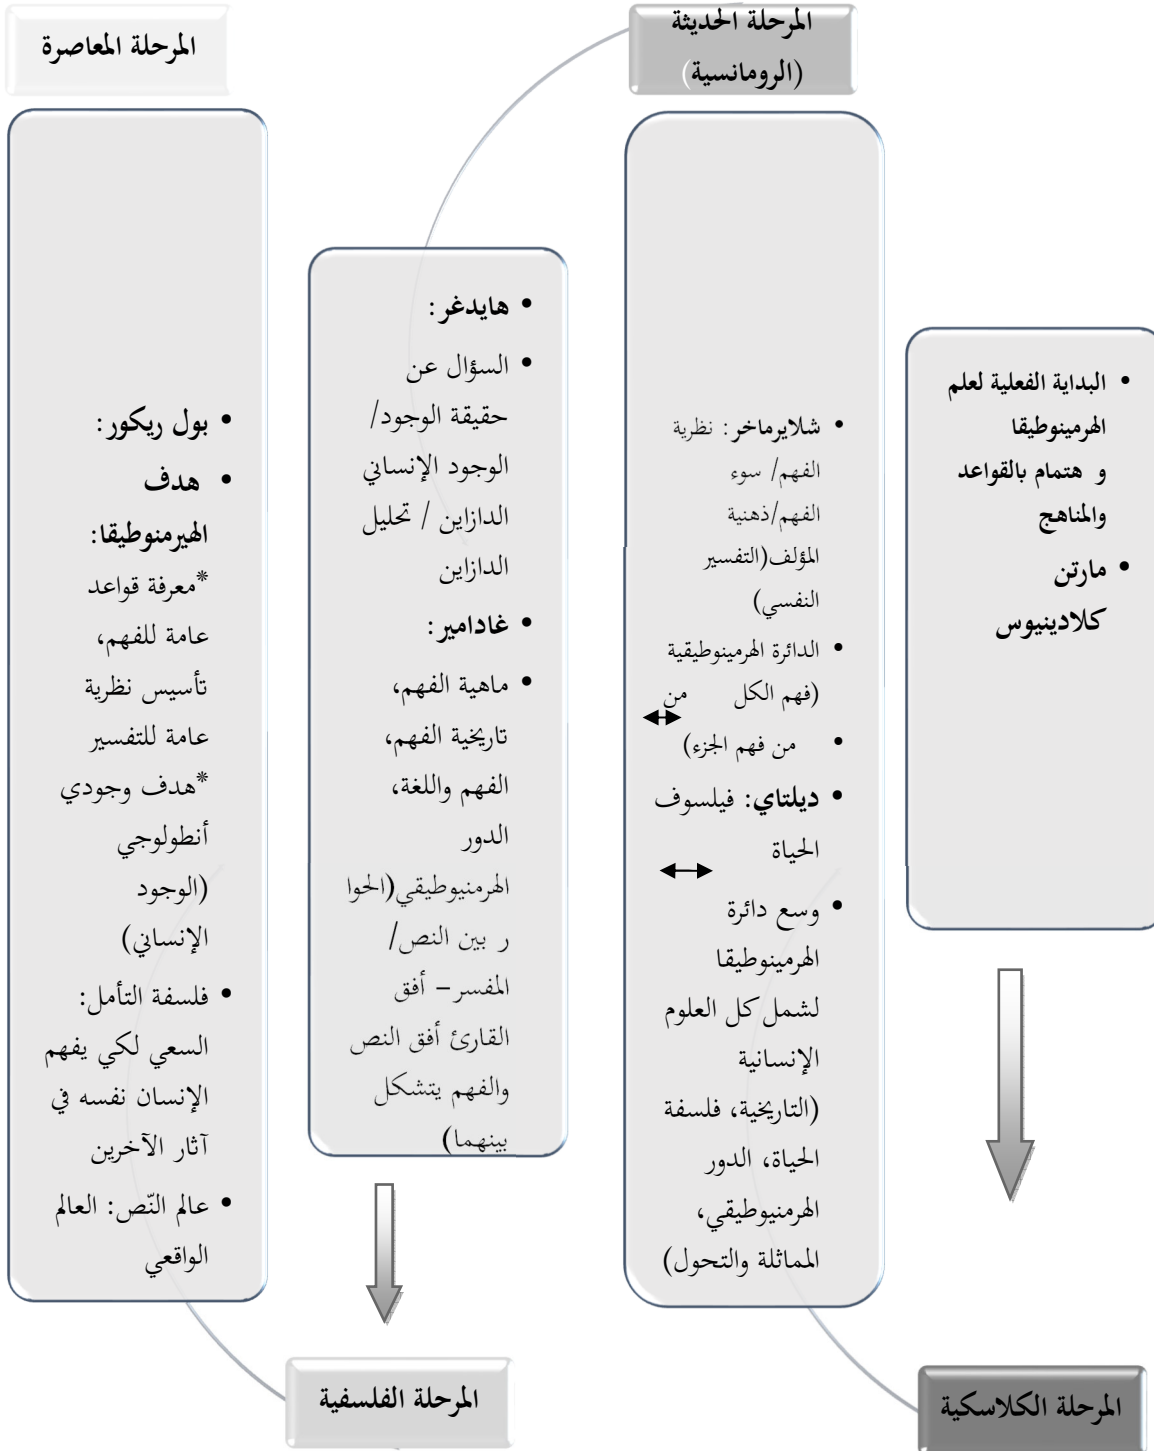 المرحلة الحديثة
(الرومانسية)
المرحلة المعاصرة
• البداية الفعلية لعلم
الهرمينوطيقا
و هتمام بالقواعد
والمناهج
• مارتن
كلادينيوس
المرحلة الكلاسكية
• شلايرماخر: نظرية
الفهم/ سوء
الفهم/ذهنية
المؤلف(التفسير
النفسي)
• الدائرة الهرمينوطيقية
(فهم الكل من
• من فهم الجزء)
• ديلتاي: فيلسوف
الحياة
• وسع دائرة
الهرمينوطيقا
لشمل كل العلوم
الإنسانية
(التاريخية، فلسفة
الحياة، الدور
الهرمنيوطيقي،
المماثلة والتحول)
• هايدغر:
• السؤال عن
حقيقة الوجود/
الوجود الإنساني
الدازاين / تحليل
الدازاين
• غادامير:
• ماهية الفهم،
تاريخية الفهم،
الفهم واللغة،
الدور
الهرمنيوطيقي(الحوا
ر بين النص/
المفسر– أفق
القارئ أفق النص
والفهم يتشكل
بينهما)
المرحلة الفلسفية
• بول ريكور:
• هدف
الهيرمنوطيقا:
*معرفة قواعد
عامة للفهم،
تأسيس نظرية
عامة للتفسير
*هدف وجودي
أنطولوجي
(الوجود
الإنساني)
• فلسفة التأمل:
السعي لكي يفهم
الإنسان نفسه في
آثار الآخرين
• عالم النّص: العالم
الواقعي